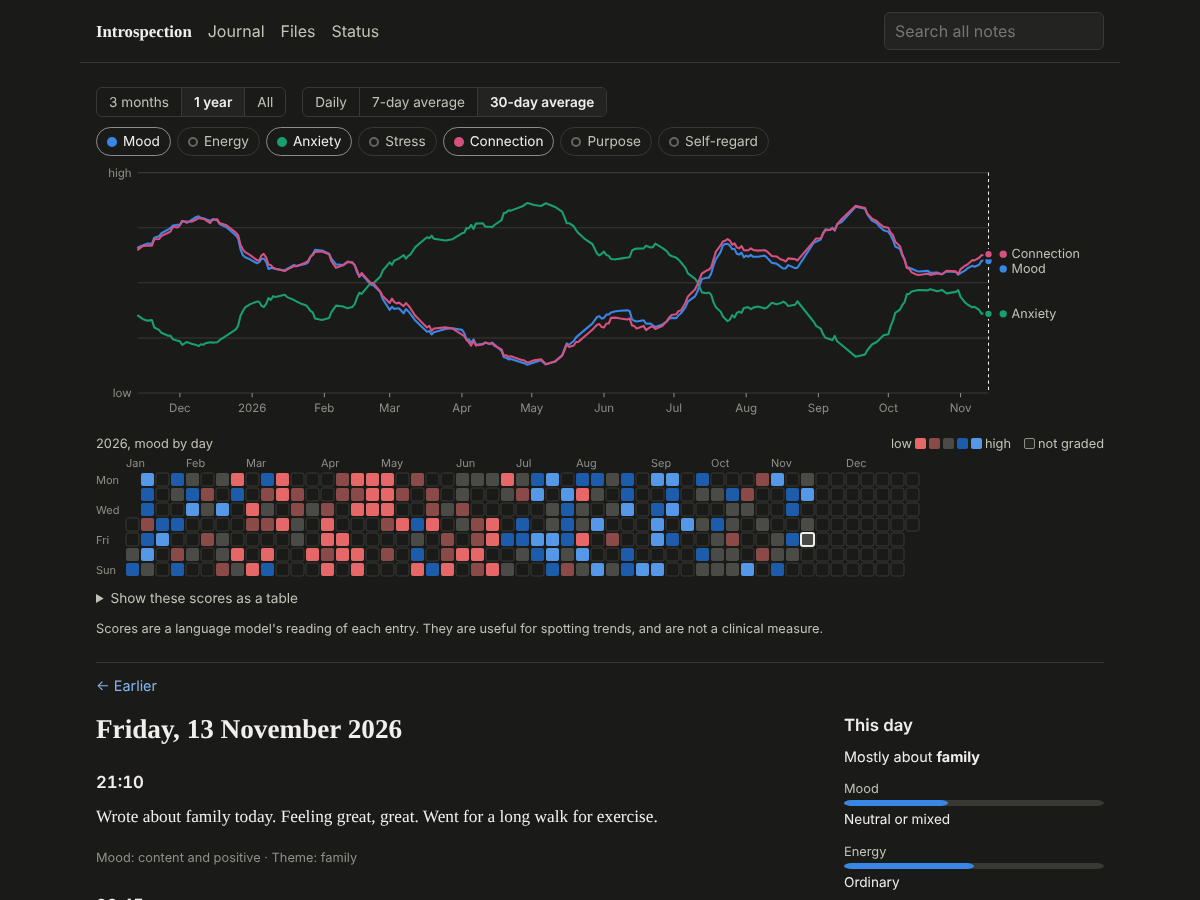 Introspection Journal Files Status Search all notes
3 months 1 year All Daily 7-day average 30-day average
Mood Energy Anxiety Stress Connection Purpose Self-regard
high
Connection
Mood
Anxiety
low
Dec 2026 Feb Mar Apr May Jun Jul Aug Sep Oct Nov
2026, mood by day low high not graded
Jan Feb Mar Apr May Jun Jul Aug Sep Oct Nov Dec
Mon
Wed
Fri
Sun
Show these scores as a table
Scores are a language model's reading of each entry. They are useful for spotting trends, and are not a clinical measure.
← Earlier
Friday, 13 November 2026
21:10
Wrote about family today. Feeling great, great. Went for a long walk for exercise.
Mood: content and positive · Theme: family
This day
Mostly about family
Mood
Neutral or mixed
Energy
Ordinary